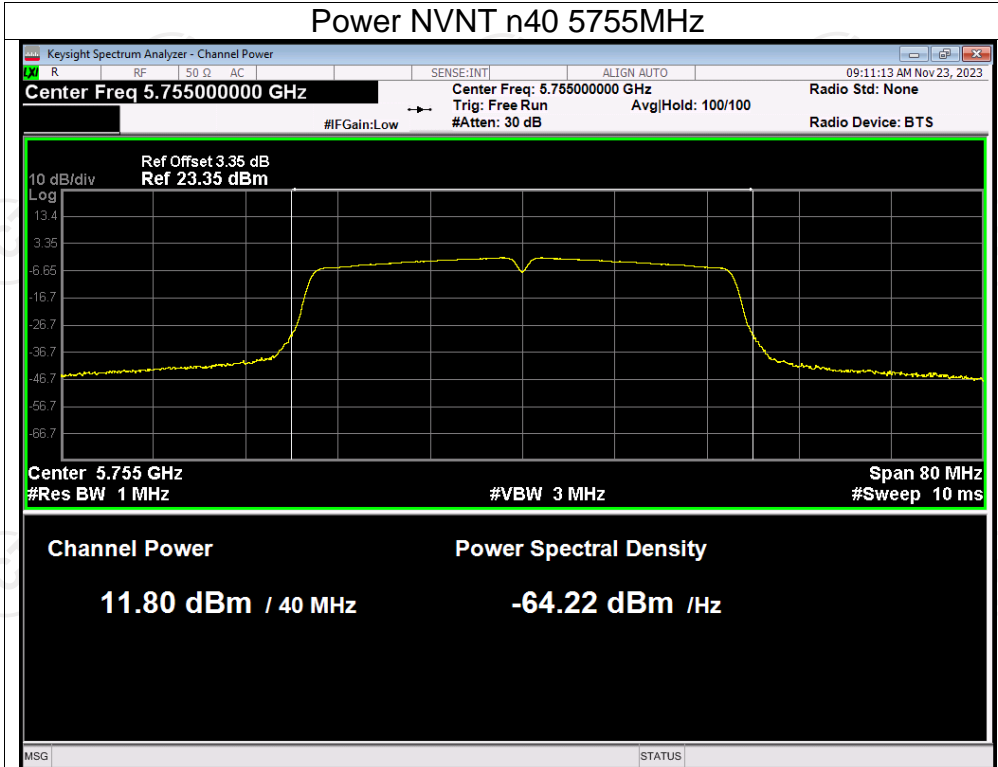 Power NVNT n40 5755MHz
Keysight Spectrum Analyzer - Channel Power
LXI R RF 50 Ω AC SENSE:INT ALIGN AUTO 09:11:13 AM Nov 23, 2023
Center Freq 5.755000000 GHz Center Freq: 5.755000000 GHz Radio Std: None
Trig: Free Run Avg|Hold: 100/100
#IFGain:Low #Atten: 30 dB Radio Device: BTS
Ref Offset 3.35 dB
10 dB/div Ref 23.35 dBm
Log
13.4
3.35
-6.65
-16.7
-26.7
-36.7
-46.7
-56.7
-66.7
Center 5.755 GHz Span 80 MHz
#Res BW 1 MHz #VBW 3 MHz #Sweep 10 ms
Channel Power Power Spectral Density
11.80 dBm / 40 MHz -64.22 dBm /Hz
MSG STATUS